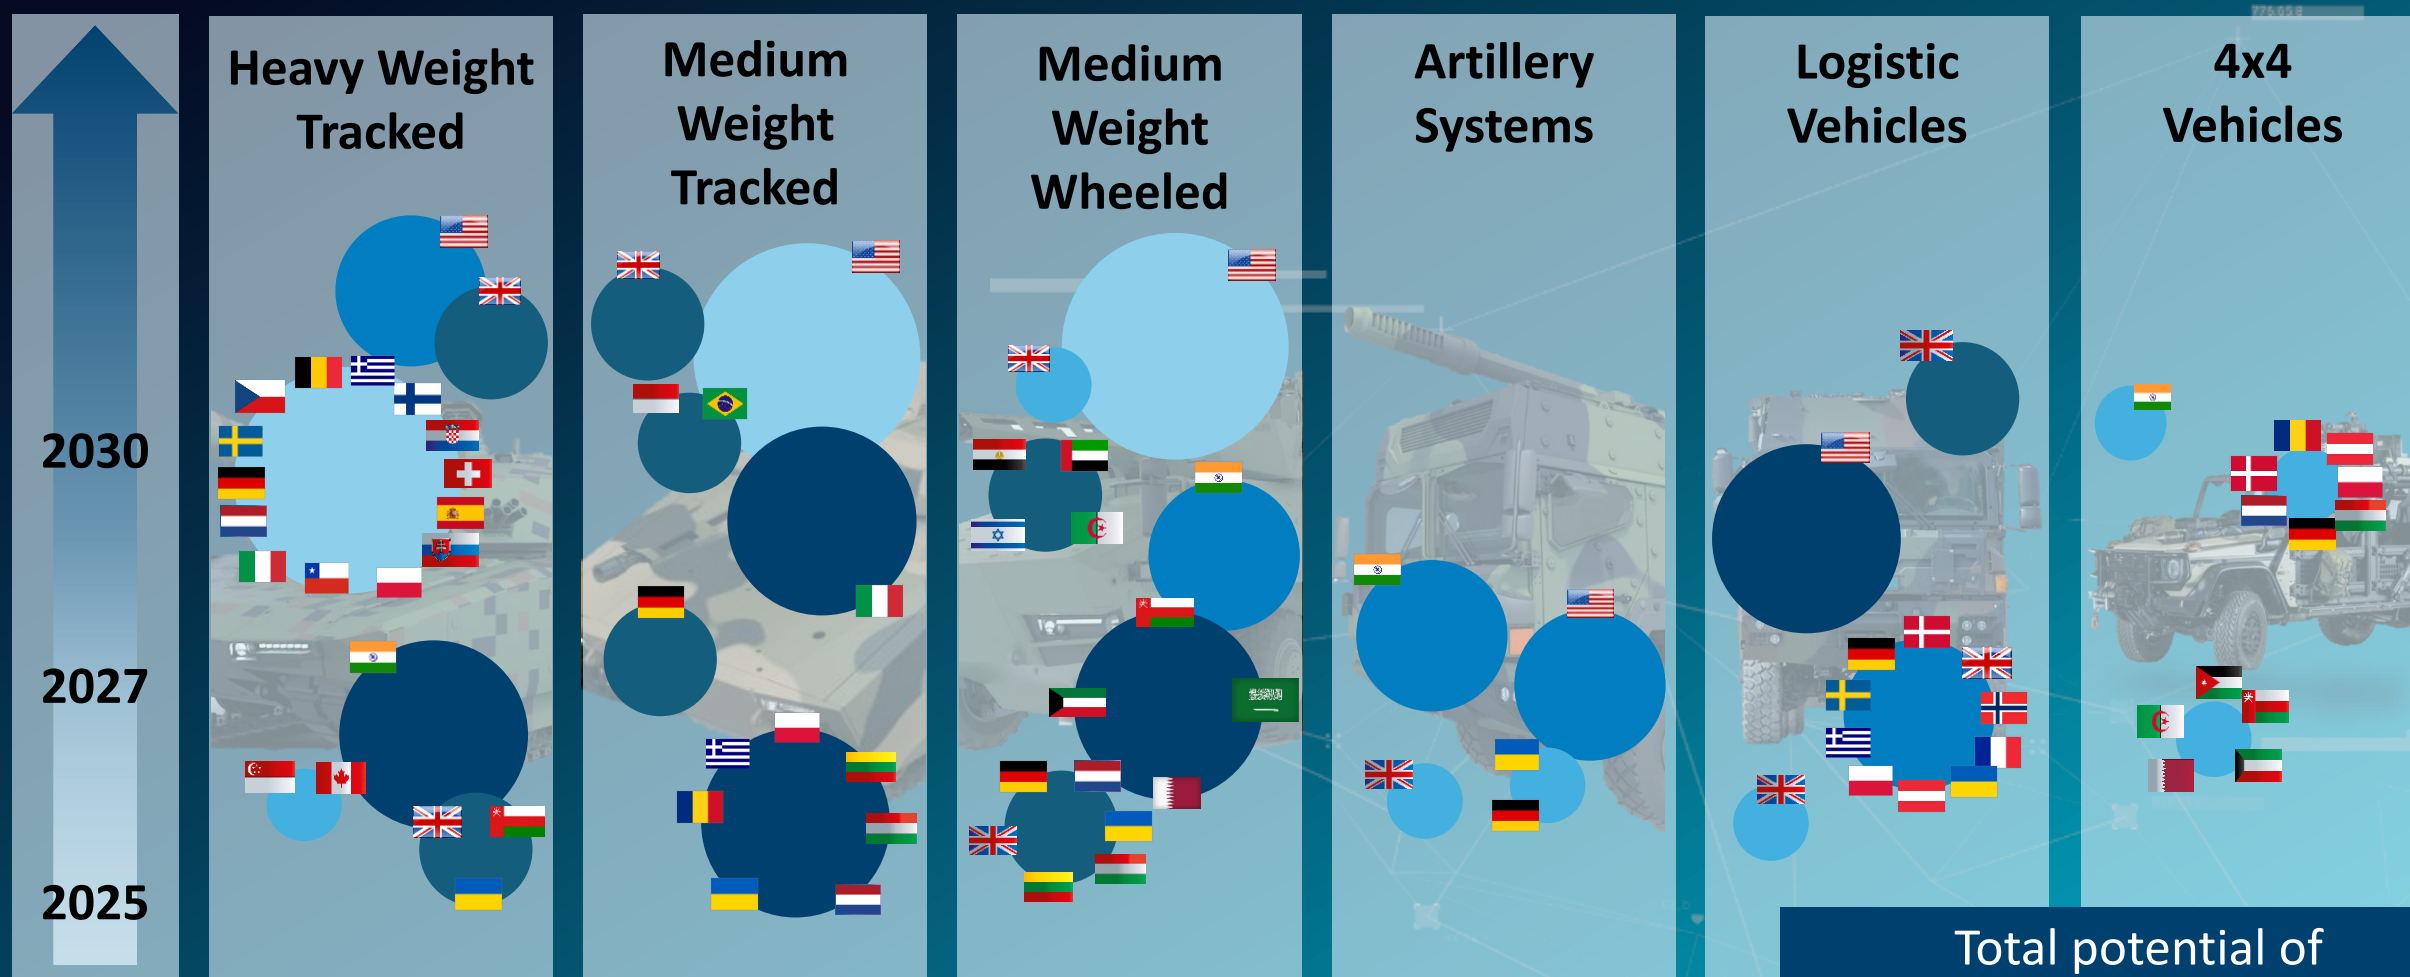 Heavy Weight
Tracked
Medium
Weight
Tracked
Medium
Weight
Wheeled
Artillery
Systems
Logistic
Vehicles
4x4
Vehicles
2030
2027
2025
Total potential of